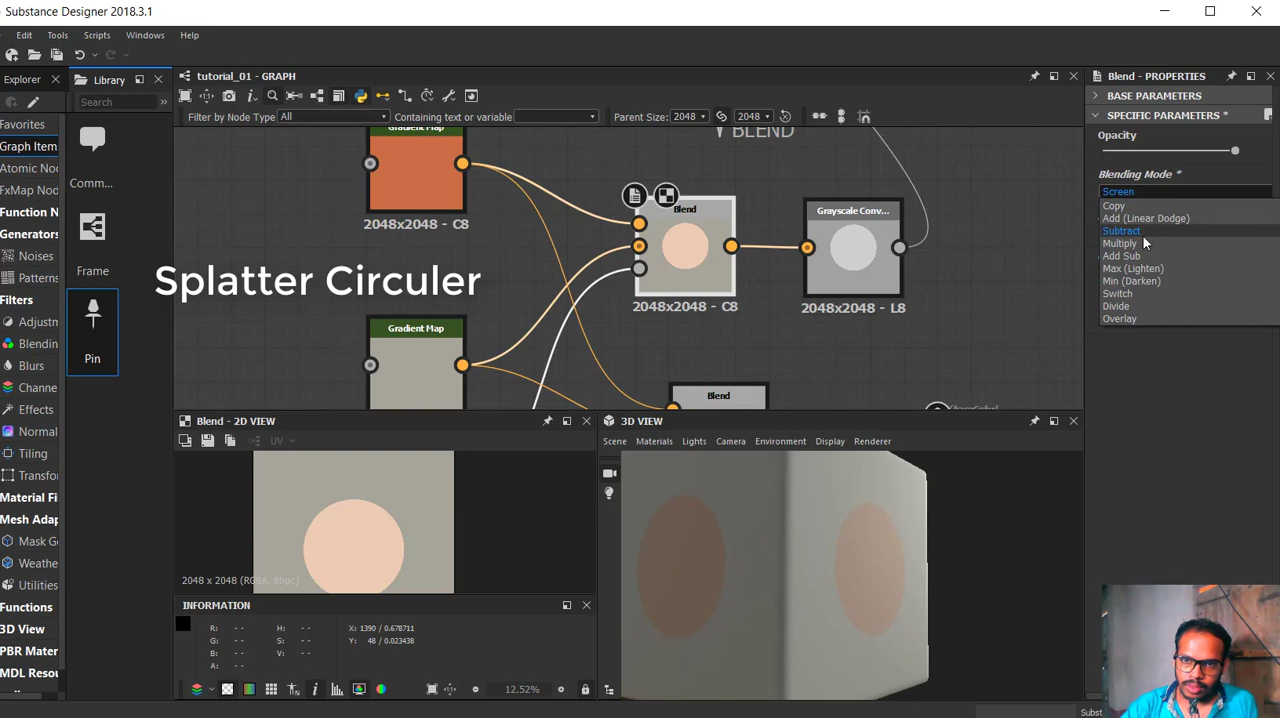 Substance Designer 2018.3.1
Edit Tools Scripts Windows Help
Explorer
Library
Search
Favorites
Graph Item
Atomic Nod
FxMap Nod
Function N
Generators
Noises
Patterns
Filters
Adjustn
Blendin
Blurs
Channe
Effects
Normal
Tiling
Transfo
Material Fi
Mesh Adap
Mask Ge
Weathe
Utilities
Functions
3D View
PBR Mater
MDL Resou
Comm...
Frame
Pin
tutorial_01 - GRAPH
Filter by Node Type All Containing text or variable Parent Size: 2048 2048
BLEND
Gradient Map
2048x2048 - C8
Blend
2048x2048 - C8
Grayscale Conv...
2048x2048 - L8
Splatter Circuler
Gradient Map
Blend
Blend - 2D VIEW
UV
2048 x 2048 (RGBA, 8bpc)
INFORMATION
R: -- H: -- X: 1390 / 0.678711
G: -- S: -- Y: 48 / 0.023438
B: -- V: --
A: --
12.52%
3D VIEW
Scene Materials Lights Camera Environment Display Renderer
Blend - PROPERTIES
BASE PARAMETERS
SPECIFIC PARAMETERS *
Opacity
Blending Mode *
Screen
Copy
Add (Linear Dodge)
Subtract
Multiply
Add Sub
Max (Lighten)
Min (Darken)
Switch
Divide
Overlay
Subst